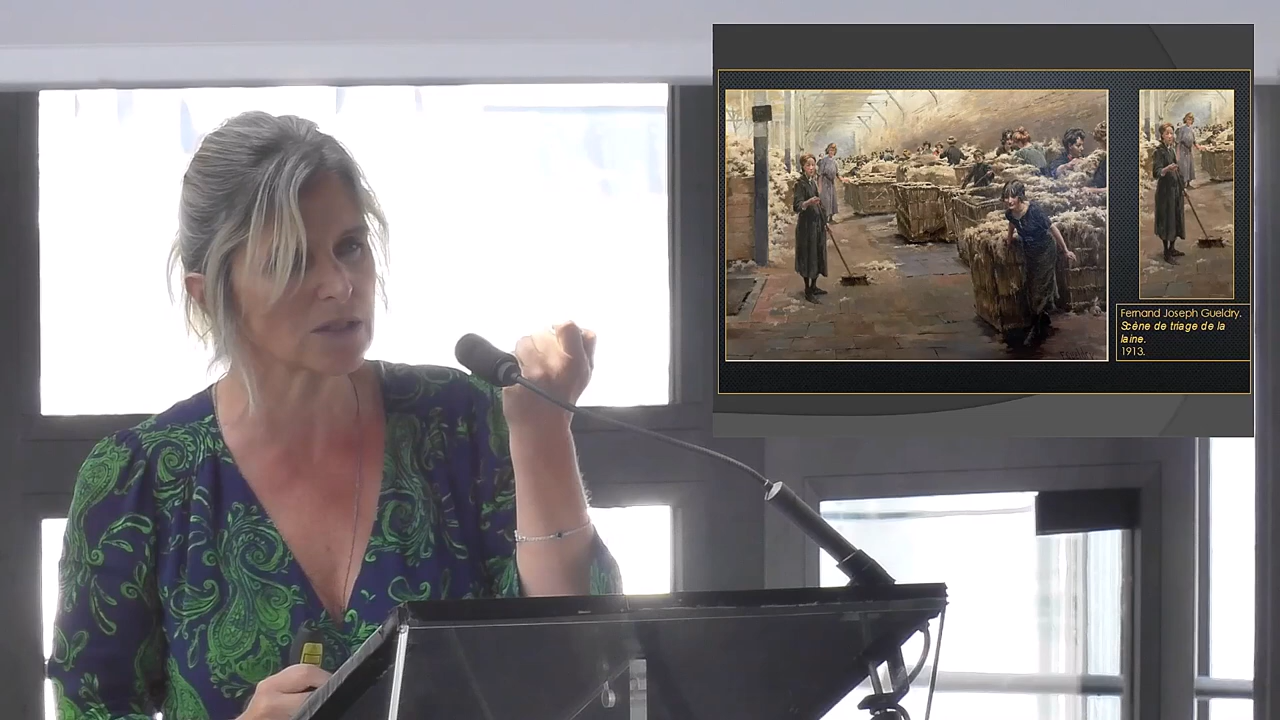 Fernand Joseph Gueldry.
Scène de triage de la
laine.
1913.